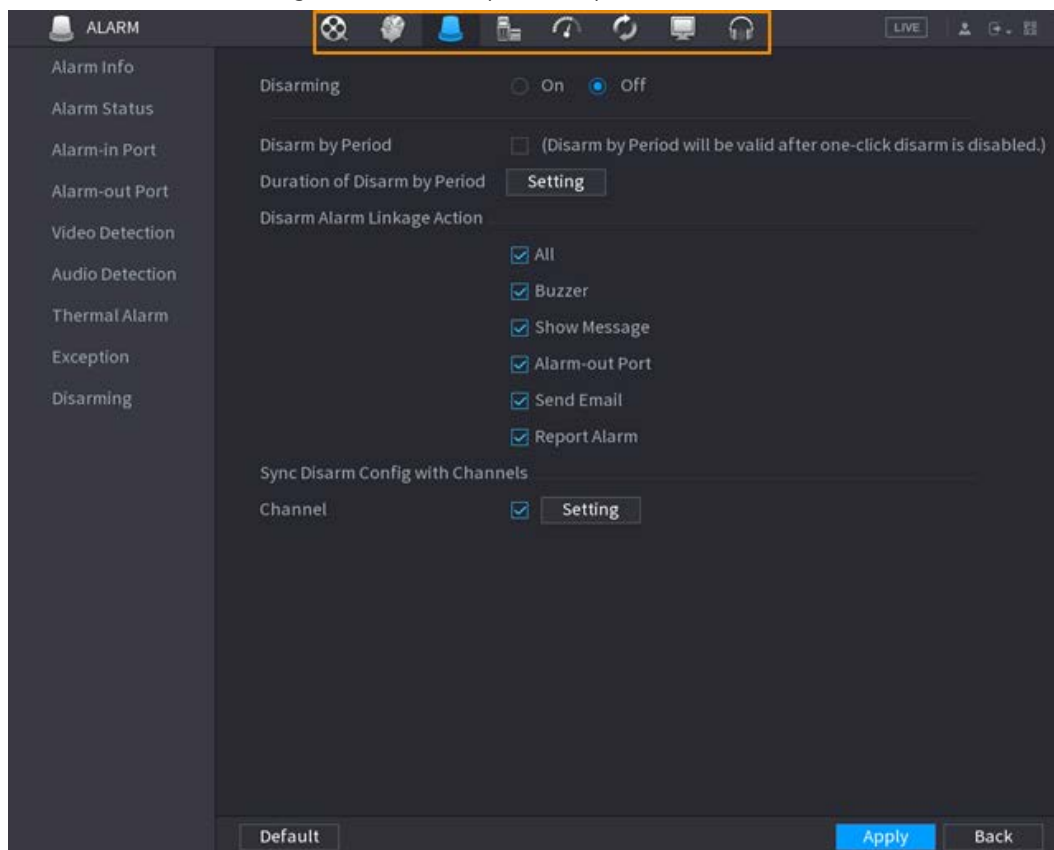 ALARM
LIVE
Alarm Info
Alarm Status
Alarm-in Port
Alarm-out Port
Video Detection
Audio Detection
Thermal Alarm
Exception
Disarming
Disarming On Off
Disarm by Period (Disarm by Period will be valid after one-click disarm is disabled.)
Duration of Disarm by Period Setting
Disarm Alarm Linkage Action
All
Buzzer
Show Message
Alarm-out Port
Send Email
Report Alarm
Sync Disarm Config with Channels
Channel Setting
Default Apply Back